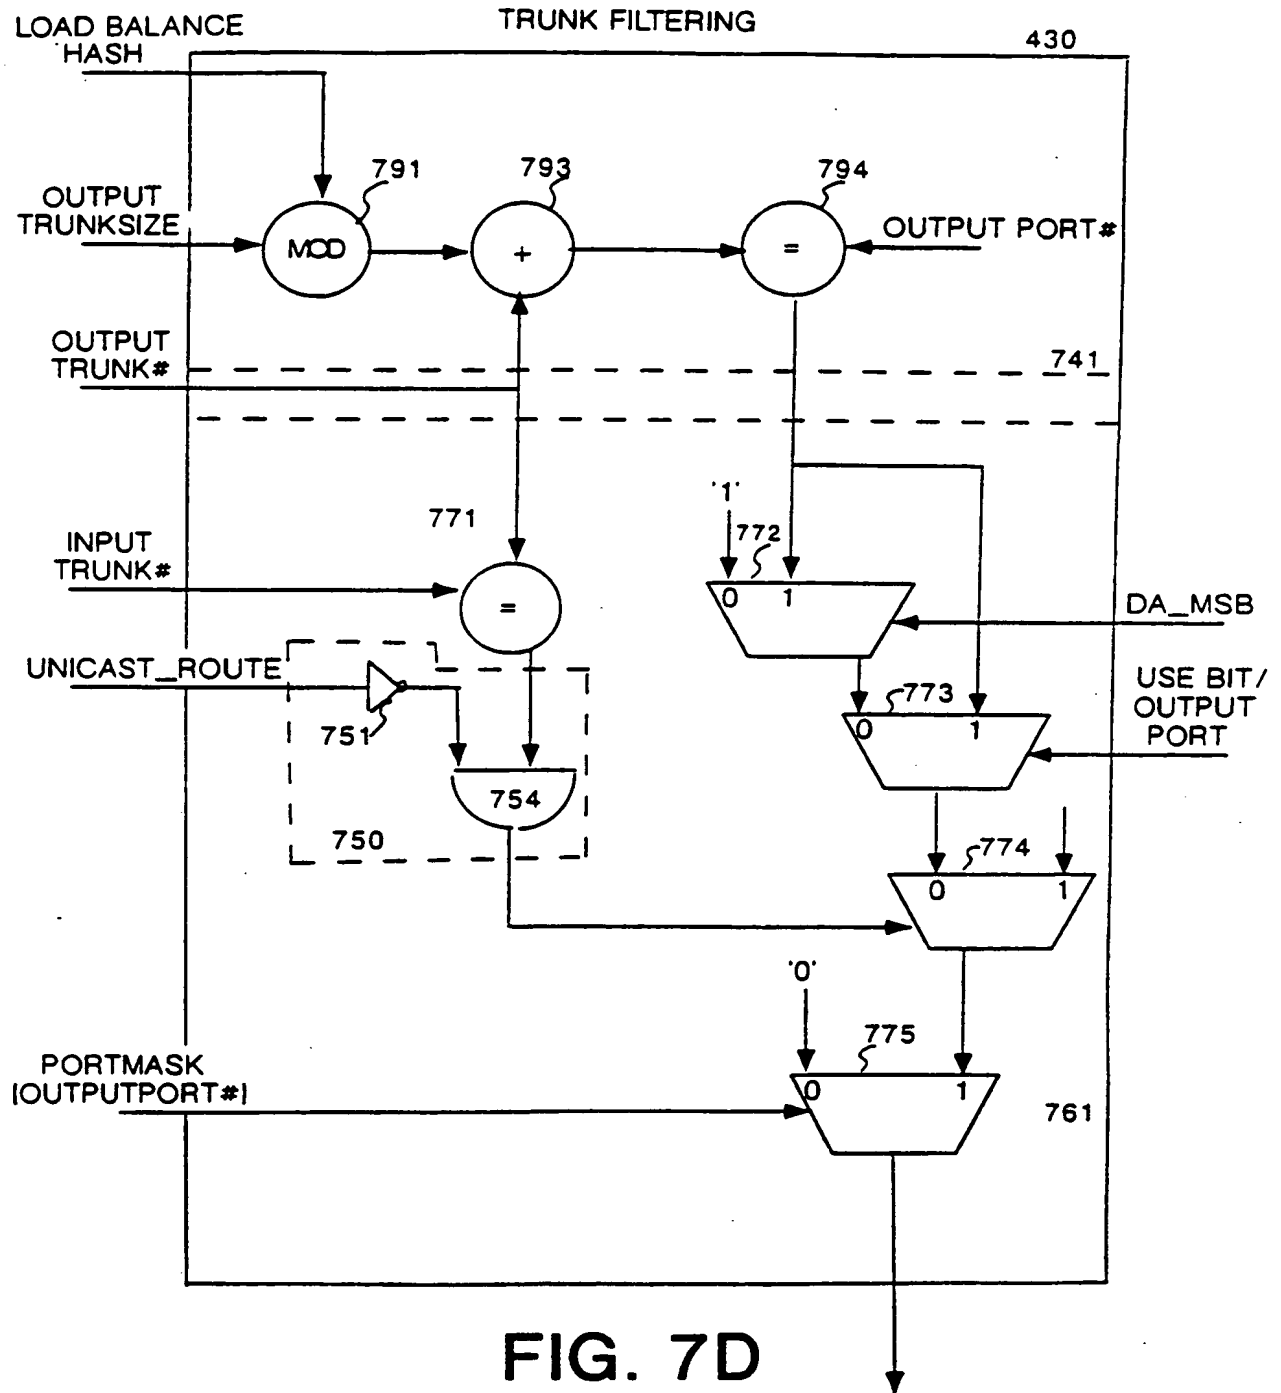 TRUNK FILTERING
LOAD BALANCE
HASH
430
791
793
794
OUTPUT
TRUNKSIZE
MOD
+
=
OUTPUT PORT#
OUTPUT
TRUNK#
741
'1'
771
772
INPUT
TRUNK#
0 1
=
DA_MSB
UNICAST_ROUTE
751
773
0 1
USE BIT/
OUTPUT
PORT
754
750
774
0 1
'0'
775
PORTMASK
[OUTPUTPORT#]
0 1
761
FIG. 7D